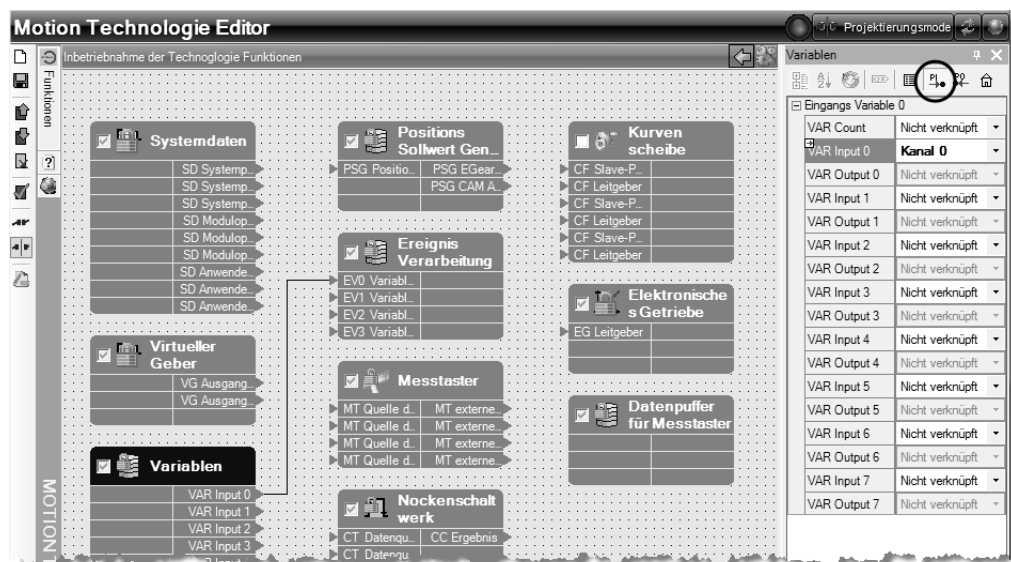 Motion Technologie Editor
Projektierungsmode
Inbetriebnahme der Technoglogie Funktionen
Funktionen
MOTION
Systemdaten
SD Systemp...
SD Systemp...
SD Systemp...
SD Modulop...
SD Modulop...
SD Modulop...
SD Anwende...
SD Anwende...
SD Anwende...
Virtueller
Geber
VG Ausgang...
VG Ausgang...
Variablen
VAR Input 0
VAR Input 1
VAR Input 2
VAR Input 3
Positions
Sollwert Gen...
PSG Positio... PSG EGear...
PSG CAM A...
Ereignis
Verarbeitung
EV0 Variabl...
EV1 Variabl...
EV2 Variabl...
EV3 Variabl...
Messtaster
MT Quelle d... MT externe...
MT Quelle d... MT externe...
MT Quelle d... MT externe...
MT Quelle d... MT externe...
Nockenschalt
werk
CT Datenqu... CC Ergebnis
CT Datenqu
Kurven
scheibe
CF Slave-P...
CF Leitgeber
CF Slave-P...
CF Leitgeber
CF Slave-P...
CF Leitgeber
Elektronische
s Getriebe
EG Leitgeber
Datenpuffer
für Messtaster
Variablen
Eingangs Variable 0
VAR Count Nicht verknüpft
VAR Input 0 Kanal 0
VAR Output 0 Nicht verknüpft
VAR Input 1 Nicht verknüpft
VAR Output 1 Nicht verknüpft
VAR Input 2 Nicht verknüpft
VAR Output 2 Nicht verknüpft
VAR Input 3 Nicht verknüpft
VAR Output 3 Nicht verknüpft
VAR Input 4 Nicht verknüpft
VAR Output 4 Nicht verknüpft
VAR Input 5 Nicht verknüpft
VAR Output 5 Nicht verknüpft
VAR Input 6 Nicht verknüpft
VAR Output 6 Nicht verknüpft
VAR Input 7 Nicht verknüpft
VAR Output 7 Nicht verknüpft